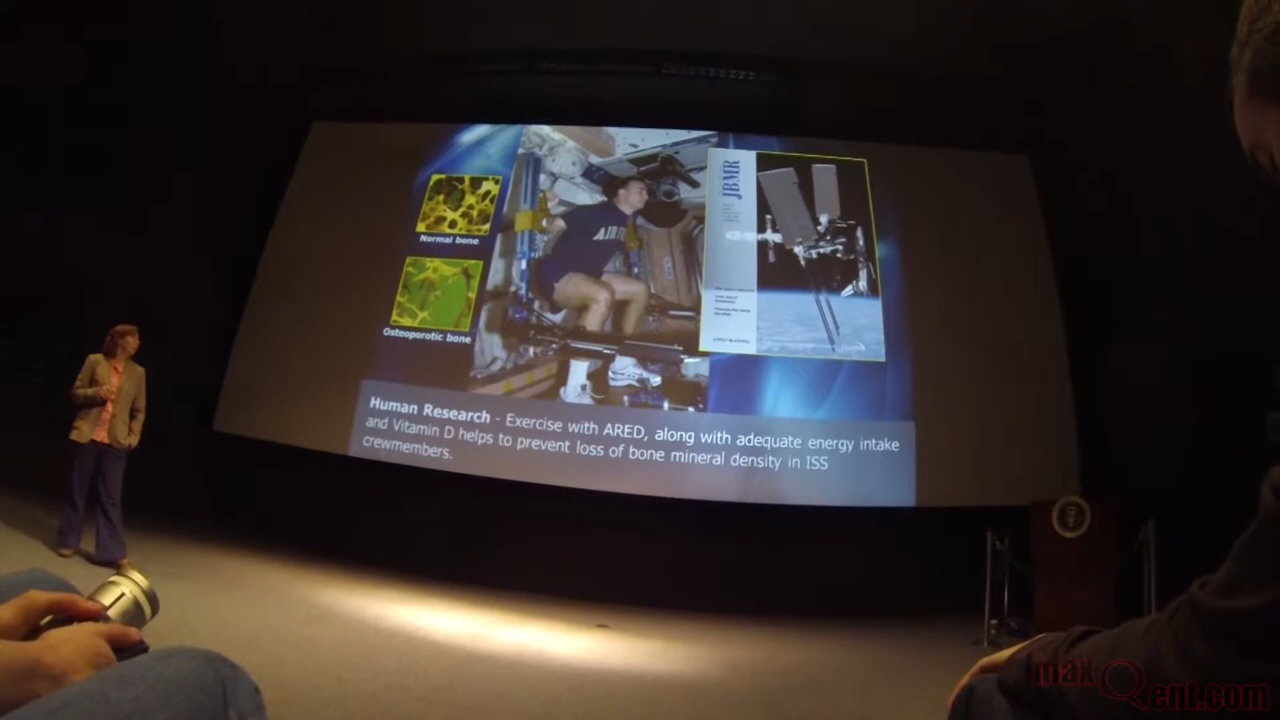 JBMR
AIR F
Normal bone
Osteoporotic bone
Human Research - Exercise with ARED, along with adequate energy intake
and Vitamin D helps to prevent loss of bone mineral density in ISS
crewmembers.
maxQent.com